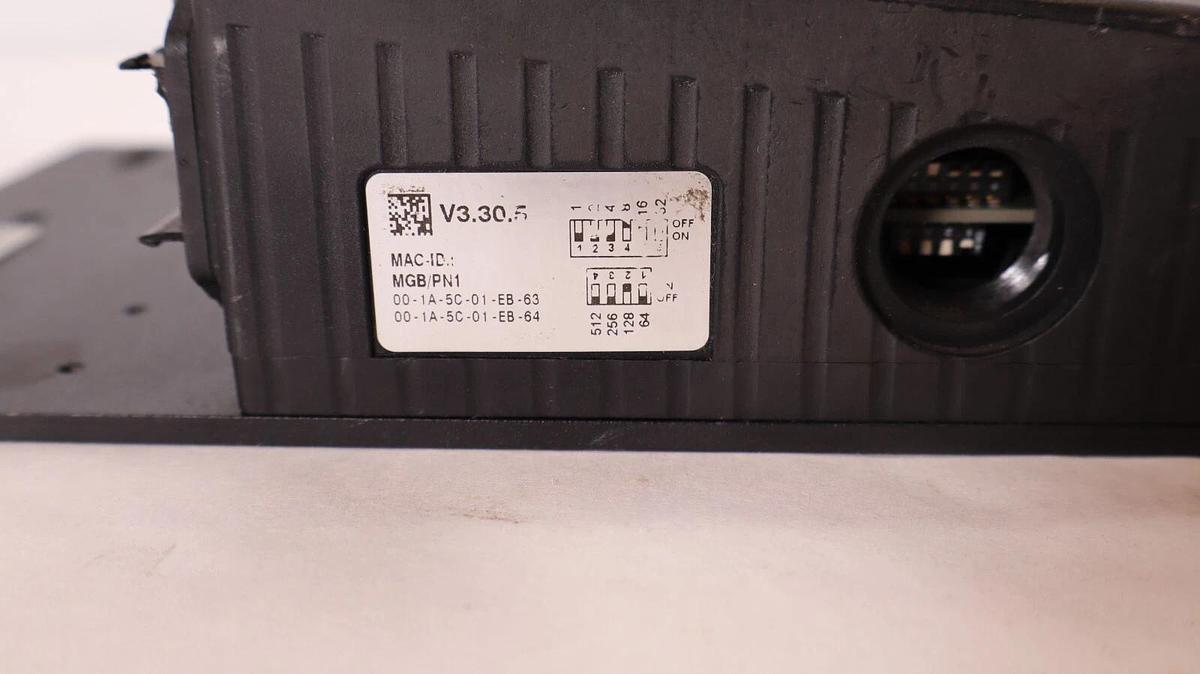 V3.30.5
1 2 4 8 16 32
OFF
ON
1 2 3 4
MAC-ID.:
MGB/PN1
00-1A-5C-01-EB-63
00-1A-5C-01-EB-64
4 3 2 1
512 256 128 64